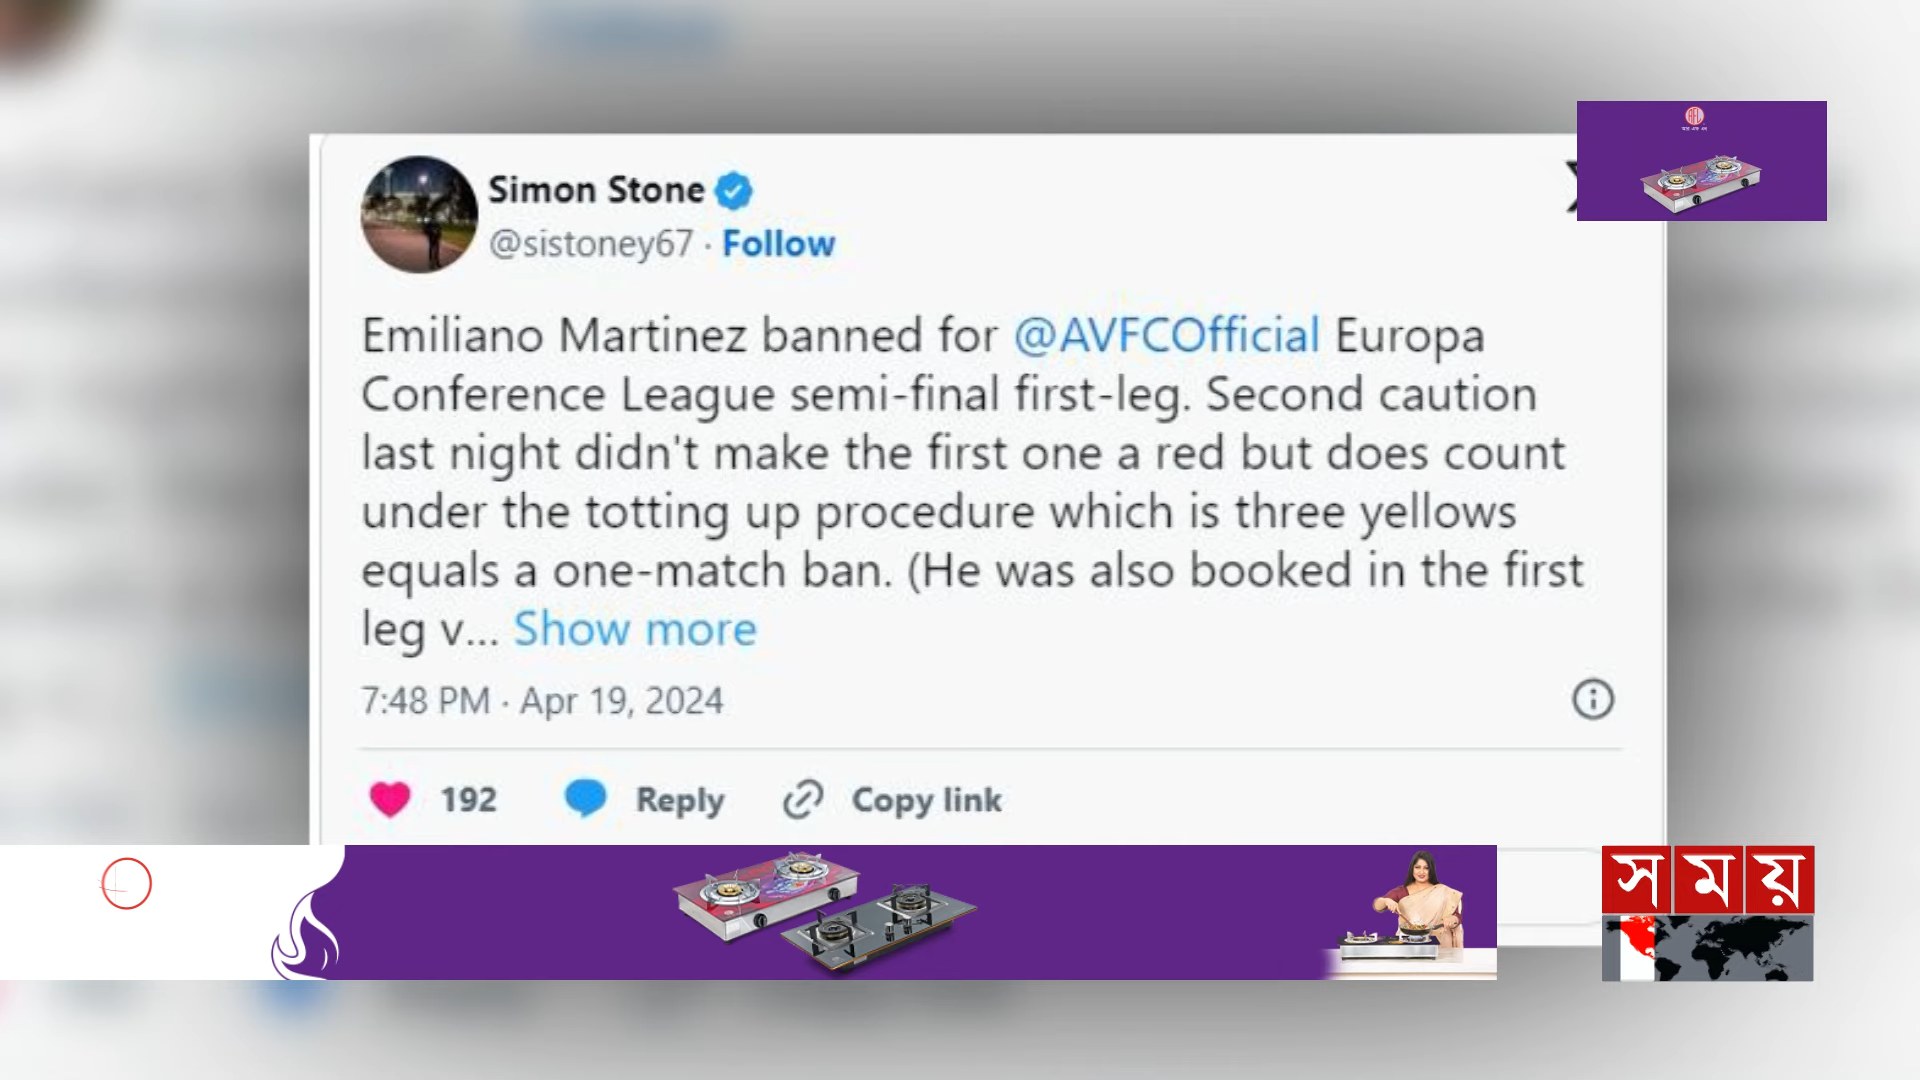 Simon Stone
@sistoney67 · Follow
Emiliano Martinez banned for @AVFCOfficial Europa
Conference League semi-final first-leg. Second caution
last night didn't make the first one a red but does count
under the totting up procedure which is three yellows
equals a one-match ban. (He was also booked in the first
leg v... Show more
7:48 PM · Apr 19, 2024
192 Reply Copy link
সময়